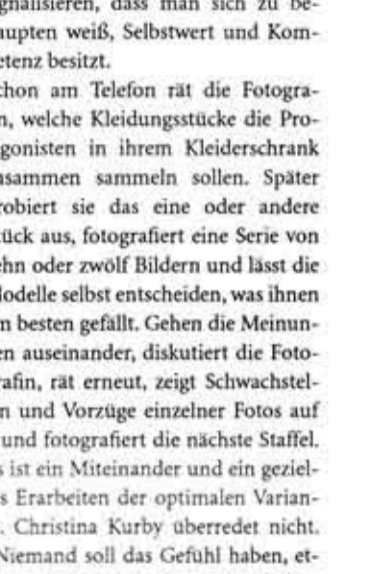 gnalisieren, dass man sich zu be-
aupten weiß, Selbstwert und Kom-
etenz besitzt.
chon am Telefon rät die Fotogra-
n, welche Kleidungsstücke die Pro-
gonisten in ihrem Kleiderschrank
usammen sammeln sollen. Später
robiert sie das eine oder andere
tück aus, fotografiert eine Serie von
ehn oder zwölf Bildern und lässt die
Modelle selbst entscheiden, was ihnen
m besten gefällt. Gehen die Meinun-
en auseinander, diskutiert die Foto-
rafin, rät erneut, zeigt Schwachstel-
n und Vorzüge einzelner Fotos auf
und fotografiert die nächste Staffel.
s ist ein Miteinander und ein geziel-
s Erarbeiten der optimalen Varian-
. Christina Kurby überredet nicht.
Niemand soll das Gefühl haben, et-